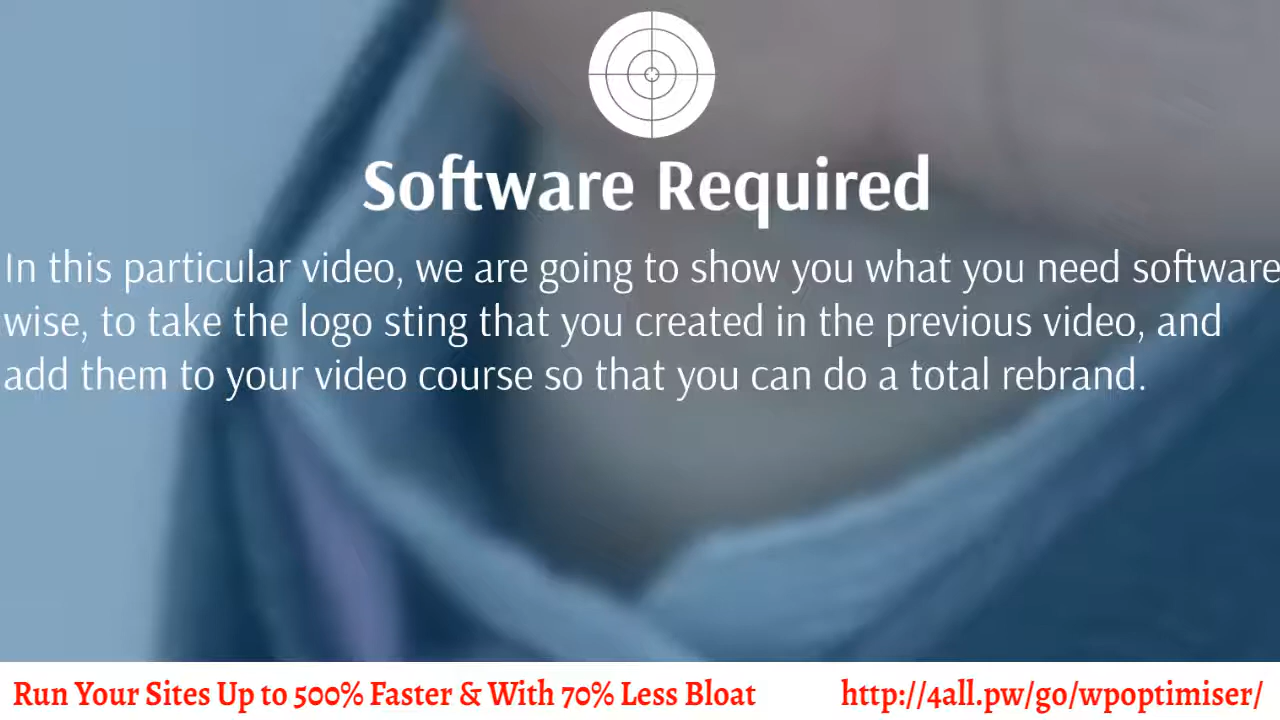 Software Required
In this particular video, we are going to show you what you need software
wise, to take the logo sting that you created in the previous video, and
add them to your video course so that you can do a total rebrand.
Run Your Sites Up to 500% Faster & With 70% Less Bloat http://4all.pw/go/wpoptimiser/